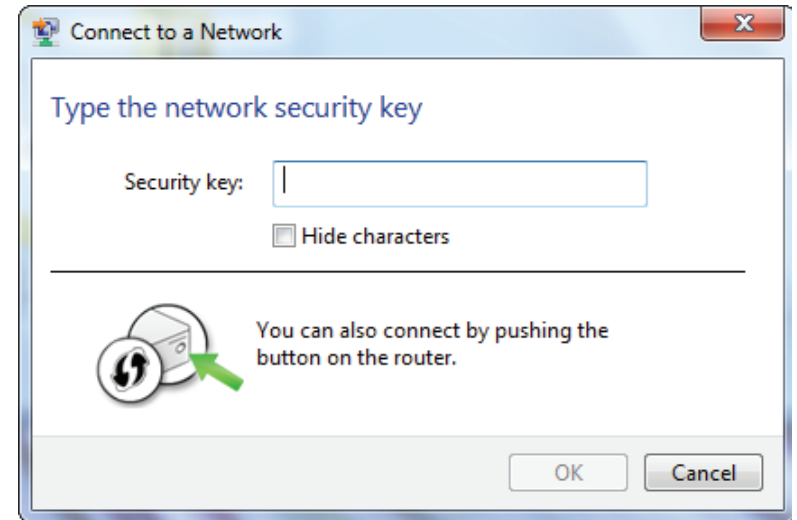 Connect to a Network
Type the network security key
Security key:
Hide characters
You can also connect by pushing the
button on the router.
OK
Cancel